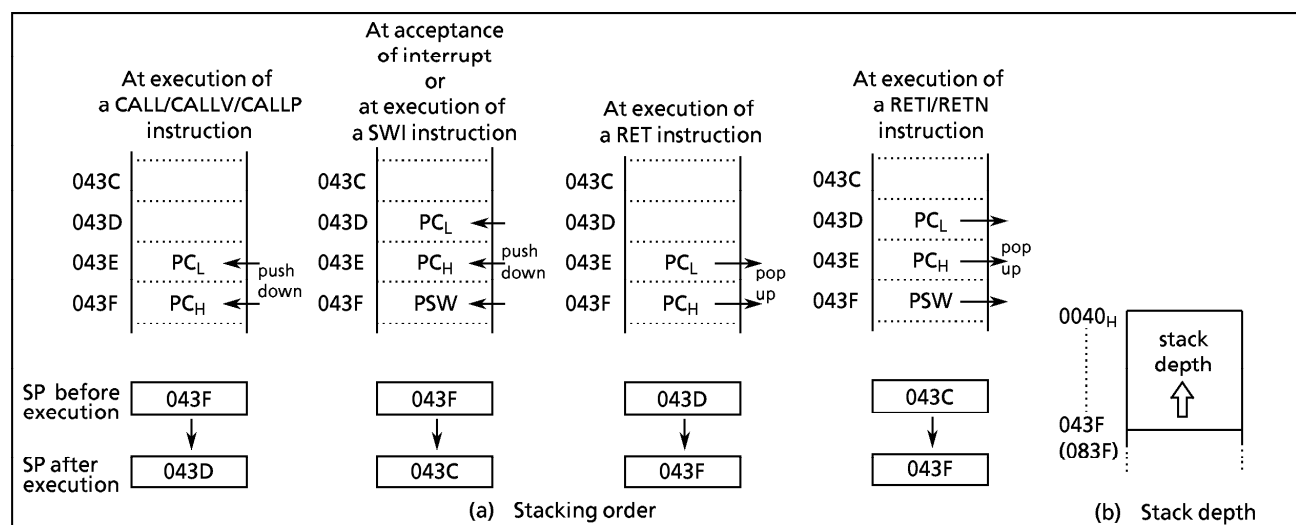 At execution of
a CALL/CALLV/CALLP
instruction
043C
043D
043E PCL
043F PCH
push
down
At acceptance
of interrupt
or
at execution of
a SWI instruction
043C
043D PCL
043E PCH
043F PSW
push
down
At execution of
a RET instruction
043C
043D
043E PCL
043F PCH
pop
up
At execution of
a RETI/RETN
instruction
043C
043D PCL
043E PCH
043F PSW
pop
up
SP before
execution
043F
043F
043D
043C
SP after
execution
043D
043C
043F
043F
(a) Stacking order
0040H
stack
depth
043F
(083F)
(b) Stack depth